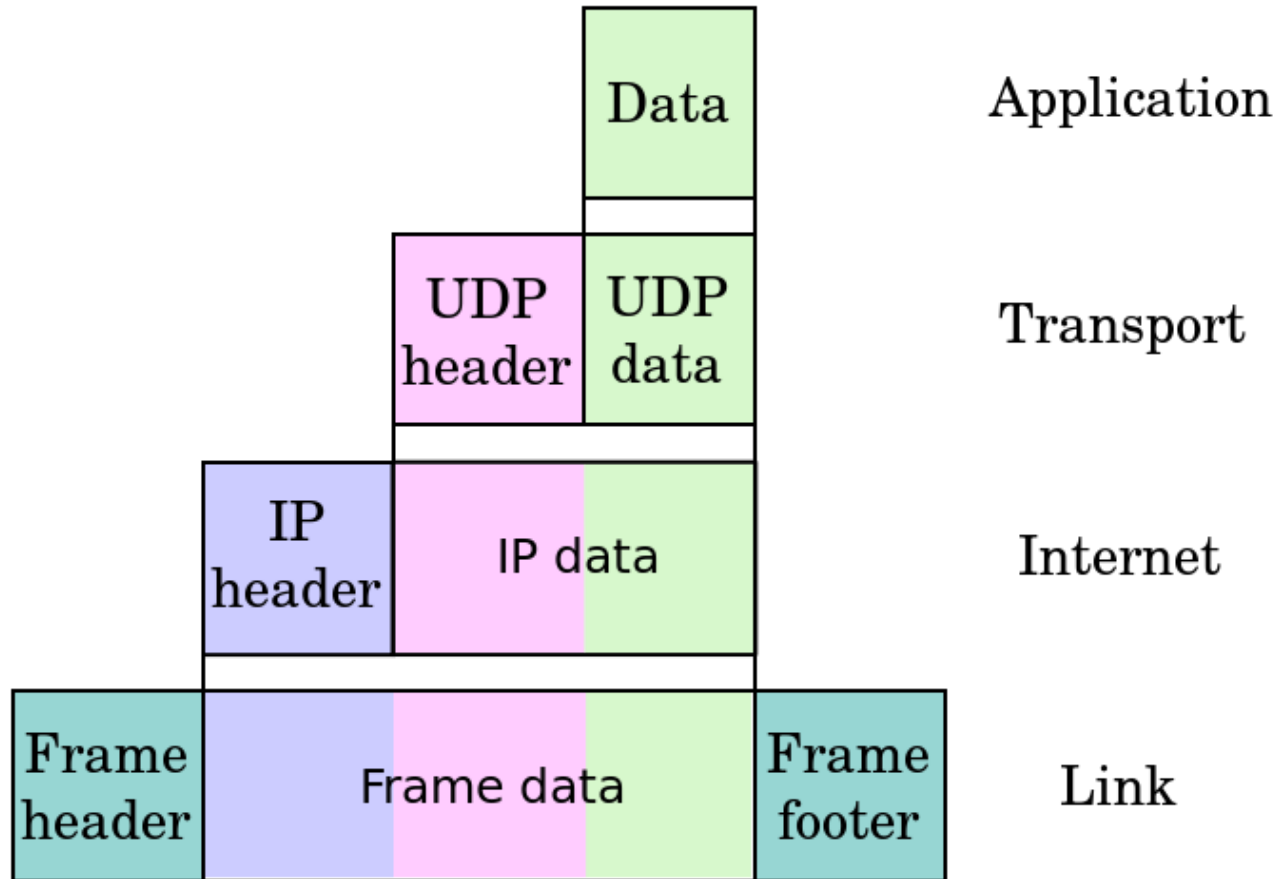 Data
Application
UDP
header
UDP
data
Transport
IP
header
IP data
Internet
Frame
header
Frame data
Frame
footer
Link